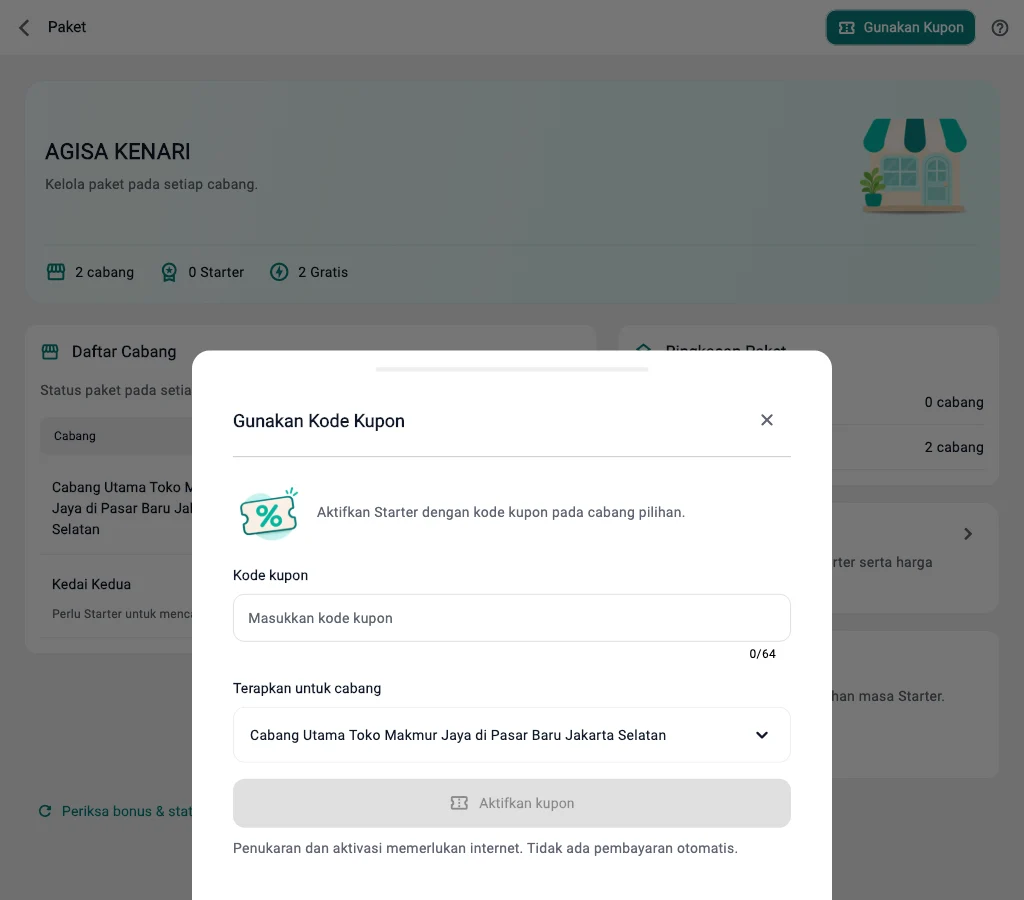 Paket
Gunakan Kupon
AGISA KENARI
Kelola paket pada setiap cabang.
2 cabang
0 Starter
2 Gratis
Daftar Cabang
Ringkasan Paket
Status paket pada setia
0 cabang
Cabang
2 cabang
Cabang Utama Toko M
Jaya di Pasar Baru Jal
Selatan
rter serta harga
Kedai Kedua
Perlu Starter untuk menca
han masa Starter.
Periksa bonus & stat
Gunakan Kode Kupon
%
Aktifkan Starter dengan kode kupon pada cabang pilihan.
Kode kupon
Masukkan kode kupon
0/64
Terapkan untuk cabang
Cabang Utama Toko Makmur Jaya di Pasar Baru Jakarta Selatan
Aktifkan kupon
Penukaran dan aktivasi memerlukan internet. Tidak ada pembayaran otomatis.